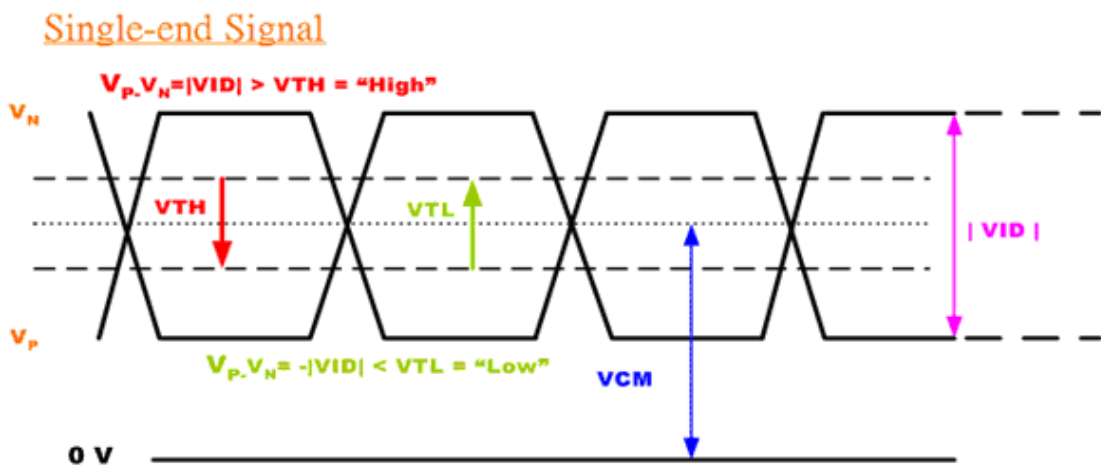 Single-end Signal
VP-VN=|VID| > VTH = “High”
VN
VTH
VTL
| VID |
VP
VP-VN= -|VID| < VTL = “Low”
VCM
0 V